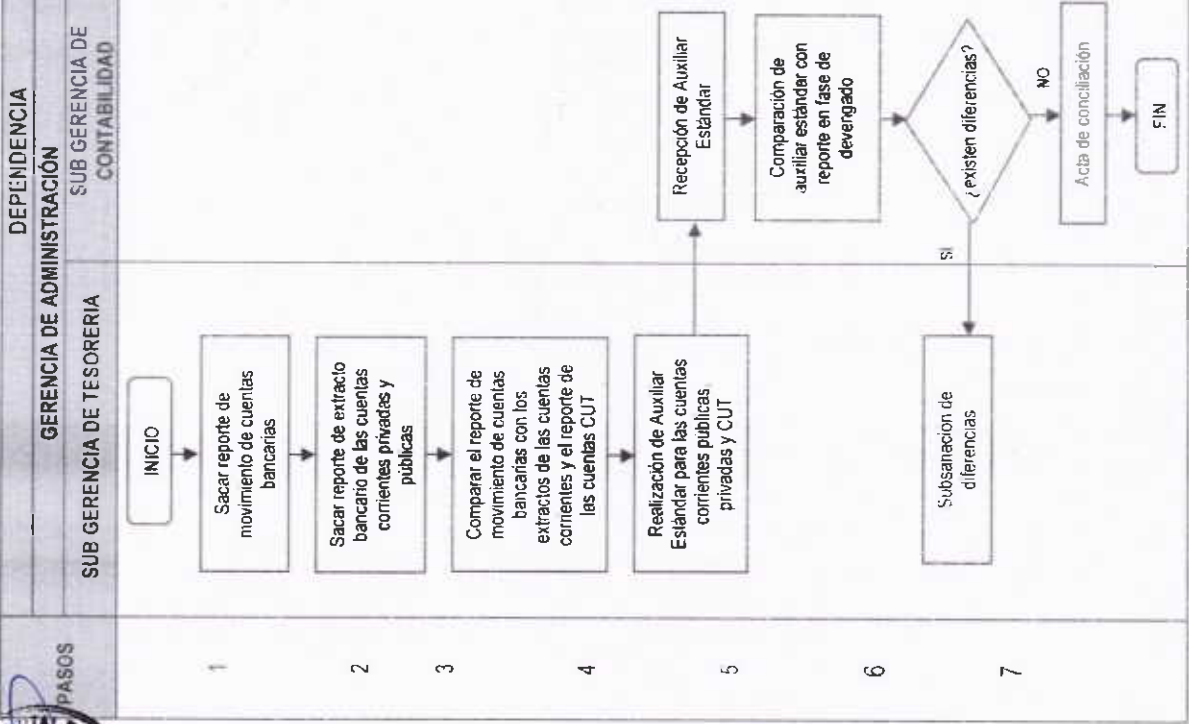 DEPENDENCIA
GERENCIA DE ADMINISTRACIÓN
PASOS
SUB GERENCIA DE TESORERIA
SUB GERENCIA DE
CONTABILIDAD
INICIO
1
Sacar reporte de
movimiento de cuentas
bancarias
2
Sacar reporte de extracto
bancario de las cuentas
corrientes privadas y
públicas
3
Comparar el reporte de
movimiento de cuentas
bancarias con los
extractos de las cuentas
corrientes y el reporte de
las cuentas CUT
4
Realización de Auxiliar
Estándar para las cuentas
corrientes públicas,
privadas y CUT
Recepción de Auxiliar
Estándar
5
Comparación de
auxiliar estándar con
reporte en fase de
devengado
6
¿existen diferencias?
SI
NO
Subsanacion de
diferencias
7
Acta de conciliación
FIN